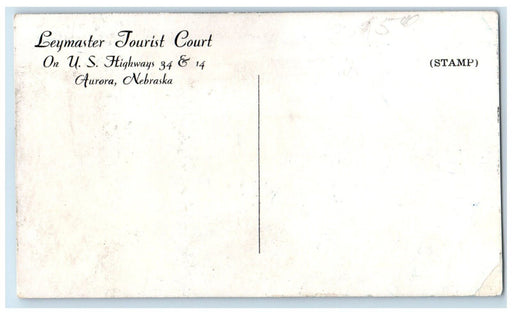 Leymaster Tourist Court
On U. S. Highways 34 & 14
Aurora, Nebraska
(STAMP)